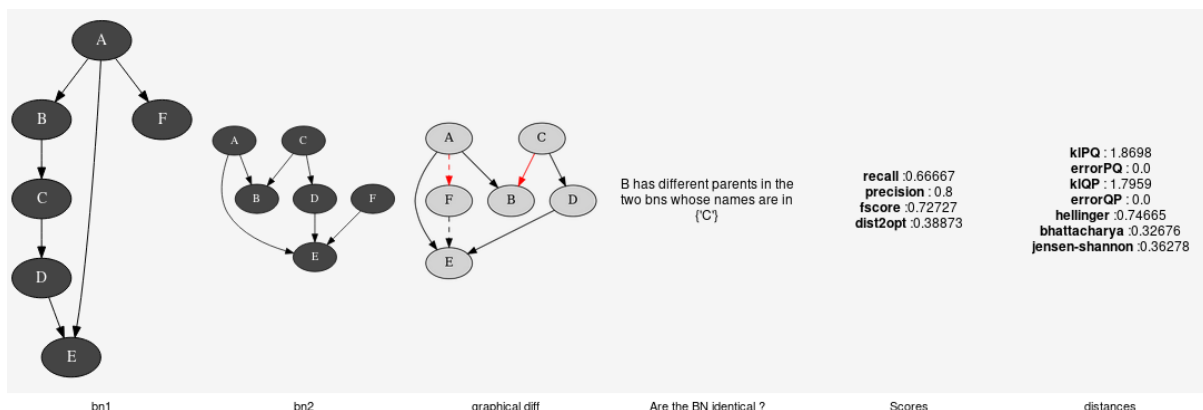 A
B
F
C
D
E
A
C
B
D
F
E
A
C
F
B
D
E
B has different parents in the
two bns whose names are in
{'C'}
recall :0.66667
precision : 0.8
fscore :0.72727
dist2opt :0.38873
klPQ : 1.8698
errorPQ : 0.0
klQP : 1.7959
errorQP : 0.0
hellinger :0.74665
bhattacharya :0.32676
jensen-shannon :0.36278
bn1
bn2
graphical diff
Are the BN identical ?
Scores
distances